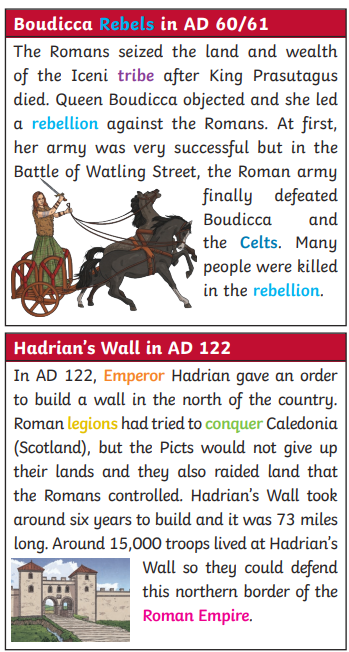 Boudicca Rebels in AD 60/61
The Romans seized the land and wealth
of the Iceni tribe after King Prasutagus
died. Queen Boudicca objected and she led
a rebellion against the Romans. At first,
her army was very successful but in the
Battle of Watling Street, the Roman army
finally defeated
Boudicca and
the Celts. Many
people were killed
in the rebellion.
Hadrian's Wall in AD 122
In AD 122, Emperor Hadrian gave an order
to build a wall in the north of the country.
Roman legions had tried to conquer Caledonia
(Scotland), but the Picts would not give up
their lands and they also raided land that
the Romans controlled. Hadrian's Wall took
around six years to build and it was 73 miles
long. Around 15,000 troops lived at Hadrian's
Wall so they could defend
this northern border of the
Roman Empire.